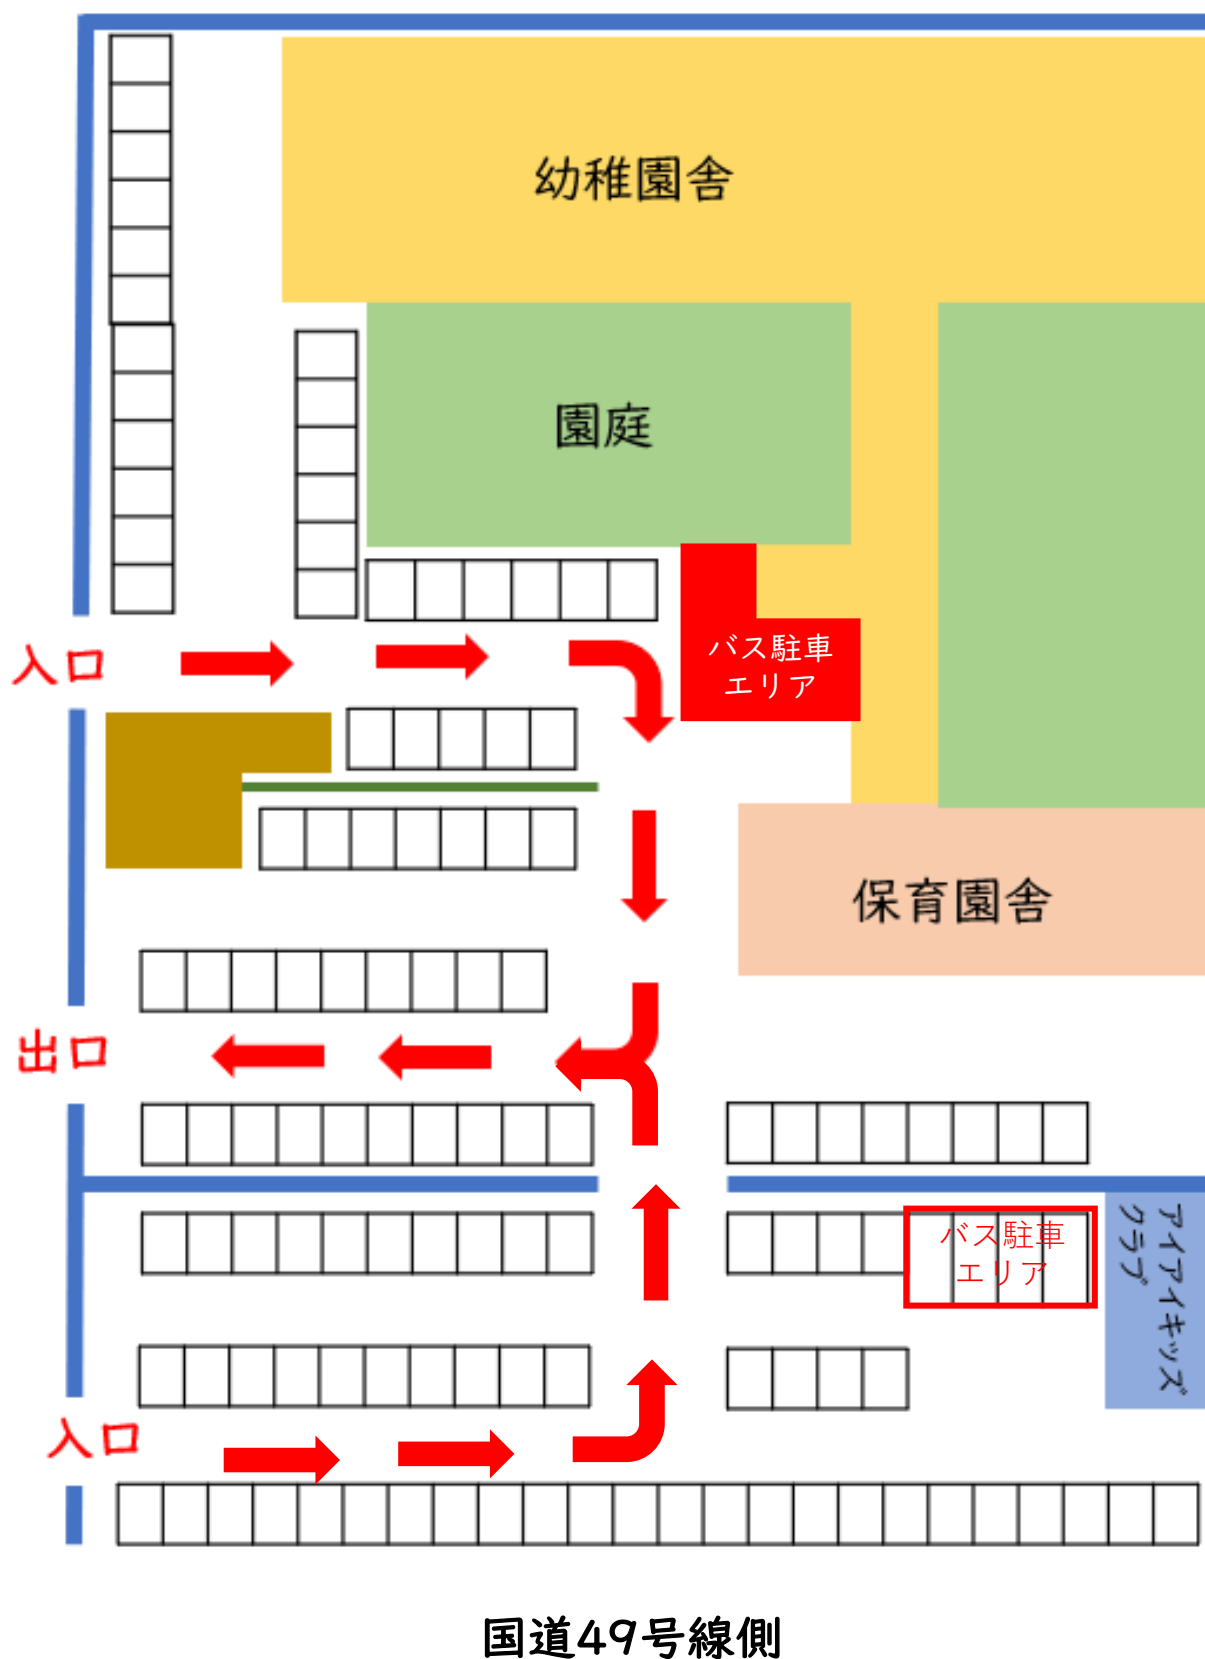 幼稚園舎
園庭
入口
バス駐車
エリア
保育園舎
出口
バス駐車
エリア
アイアイキッズ
クラブ
入口
国道49号線側